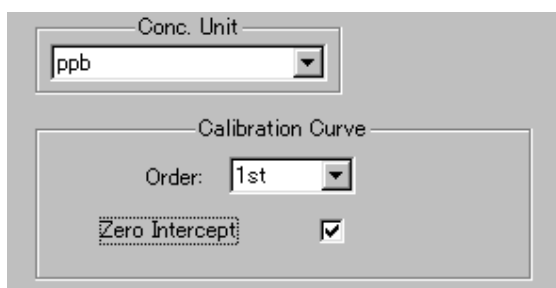 Conc. Unit
ppb
Calibration Curve
Order: 1st
Zero Intercept